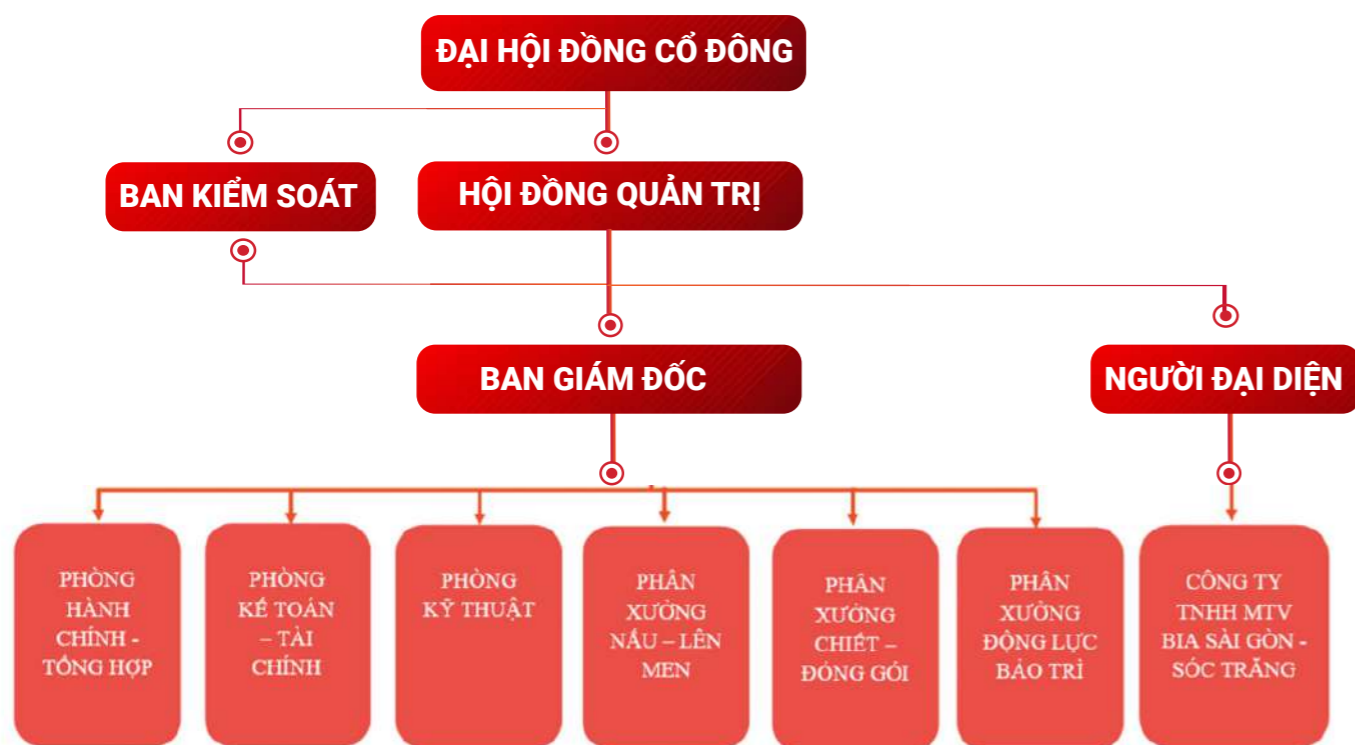 ĐẠI HỘI ĐỒNG CỔ ĐÔNG
BAN KIỂM SOÁT
HỘI ĐỒNG QUẢN TRỊ
BAN GIÁM ĐỐC
NGƯỜI ĐẠI DIỆN
PHÒNG
HÀNH
CHÍNH -
TỔNG HỢP
PHÒNG
KẾ TOÁN
– TÀI
CHÍNH
PHÒNG
KỸ THUẬT
PHÂN
XƯỞNG
NẤU – LÊN
MEN
PHÂN
XƯỞNG
CHIẾT –
ĐÓNG GÓI
PHÂN
XƯỞNG
ĐỘNG LỰC
BẢO TRÌ
CÔNG TY
TNHH MTV
BIA SÀI GÒN -
SÓC TRĂNG